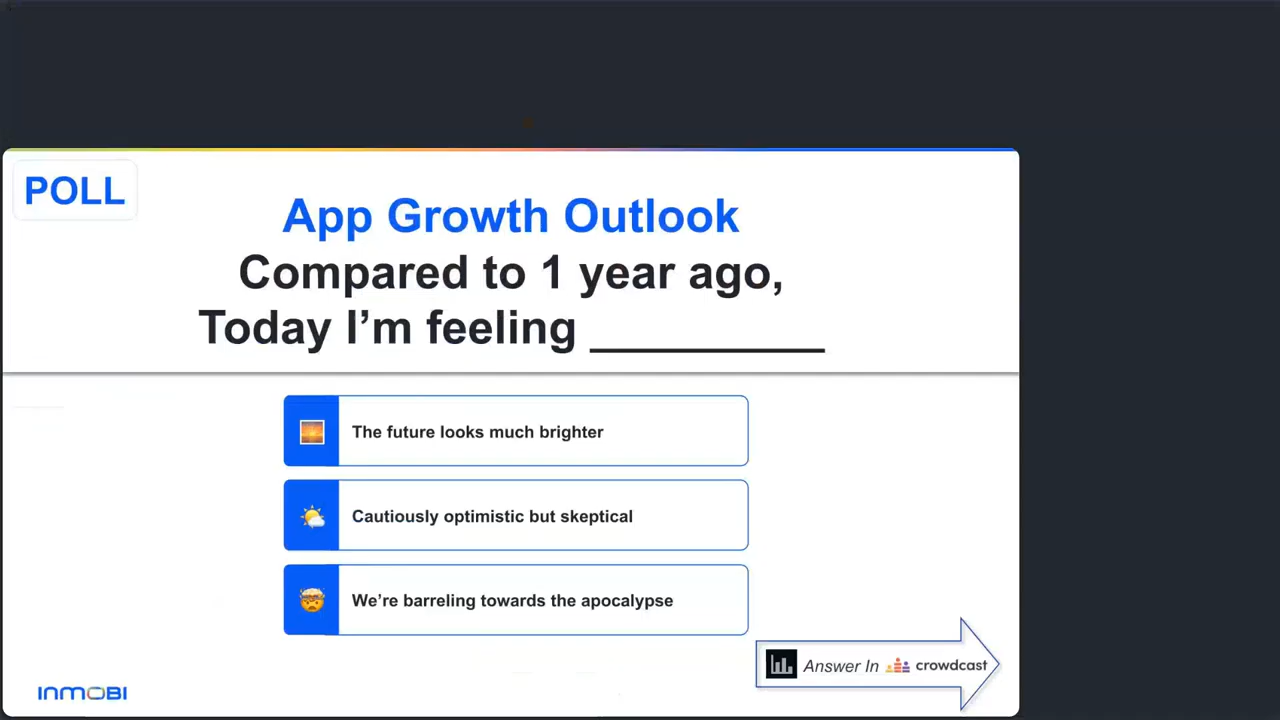 POLL
App Growth Outlook
Compared to 1 year ago,
Today I’m feeling __________
The future looks much brighter
Cautiously optimistic but skeptical
We’re barreling towards the apocalypse
Answer In crowdcast
INMOBI